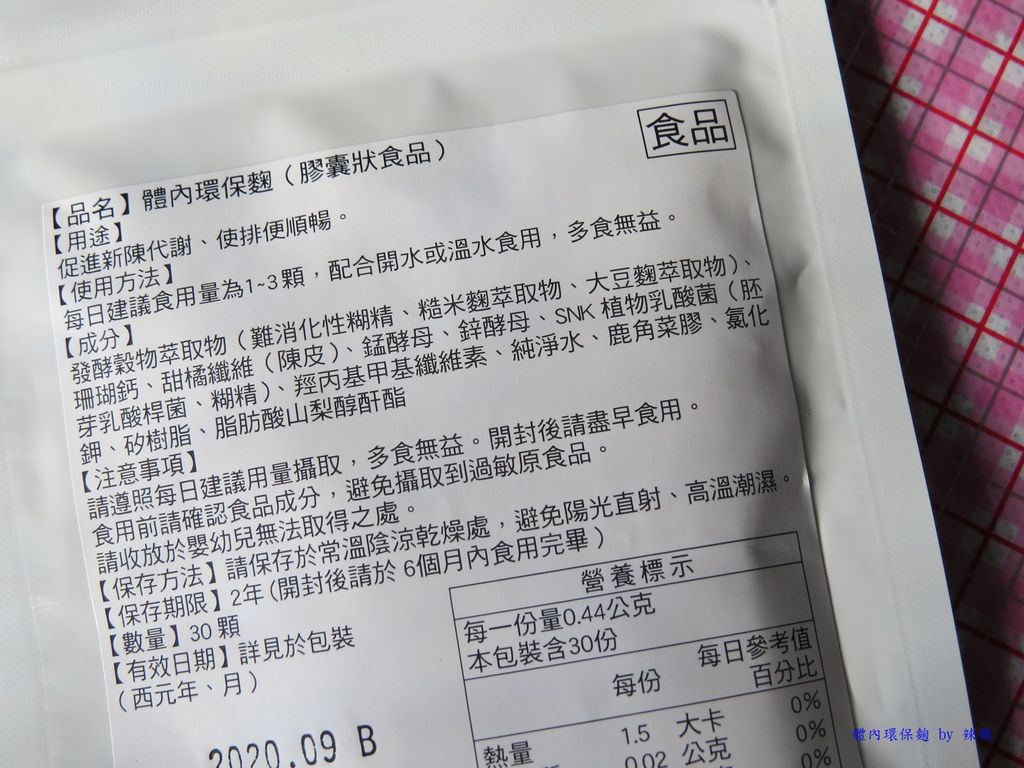 食品
【品名】體內環保麴（膠囊狀食品）
【用途】
促進新陳代謝、使排便順暢。
【使用方法】
每日建議食用量為1~3顆，配合開水或溫水食用，多食無益。
【成分】
發酵穀物萃取物（難消化性糊精、糙米麴萃取物、大豆麴萃取物）、
珊瑚鈣、甜橘纖維（陳皮）、錳酵母、鋅酵母、SNK 植物乳酸菌（胚
芽乳酸桿菌、糊精）、羥丙基甲基纖維素、純淨水、鹿角菜膠、氯化
鉀、矽樹脂、脂肪酸山梨醇酐酯
【注意事項】
請遵照每日建議用量攝取，多食無益。開封後請盡早食用。
食用前請確認食品成分，避免攝取到過敏原食品。
請收放於嬰幼兒無法取得之處。
【保存方法】請保存於常溫陰涼乾燥處，避免陽光直射、高溫潮濕。
【保存期限】2年(開封後請於 6個月內食用完畢）
【數量】30 顆
【有效日期】詳見於包裝
（西元年、月）
2020.09 B
營養標示
每一份量0.44公克
本包裝含30份
每份 每日參考值
百分比
熱量 1.5 大卡 0%
0.02 公克 0%
公克 0%
體內環保麴 by 辣